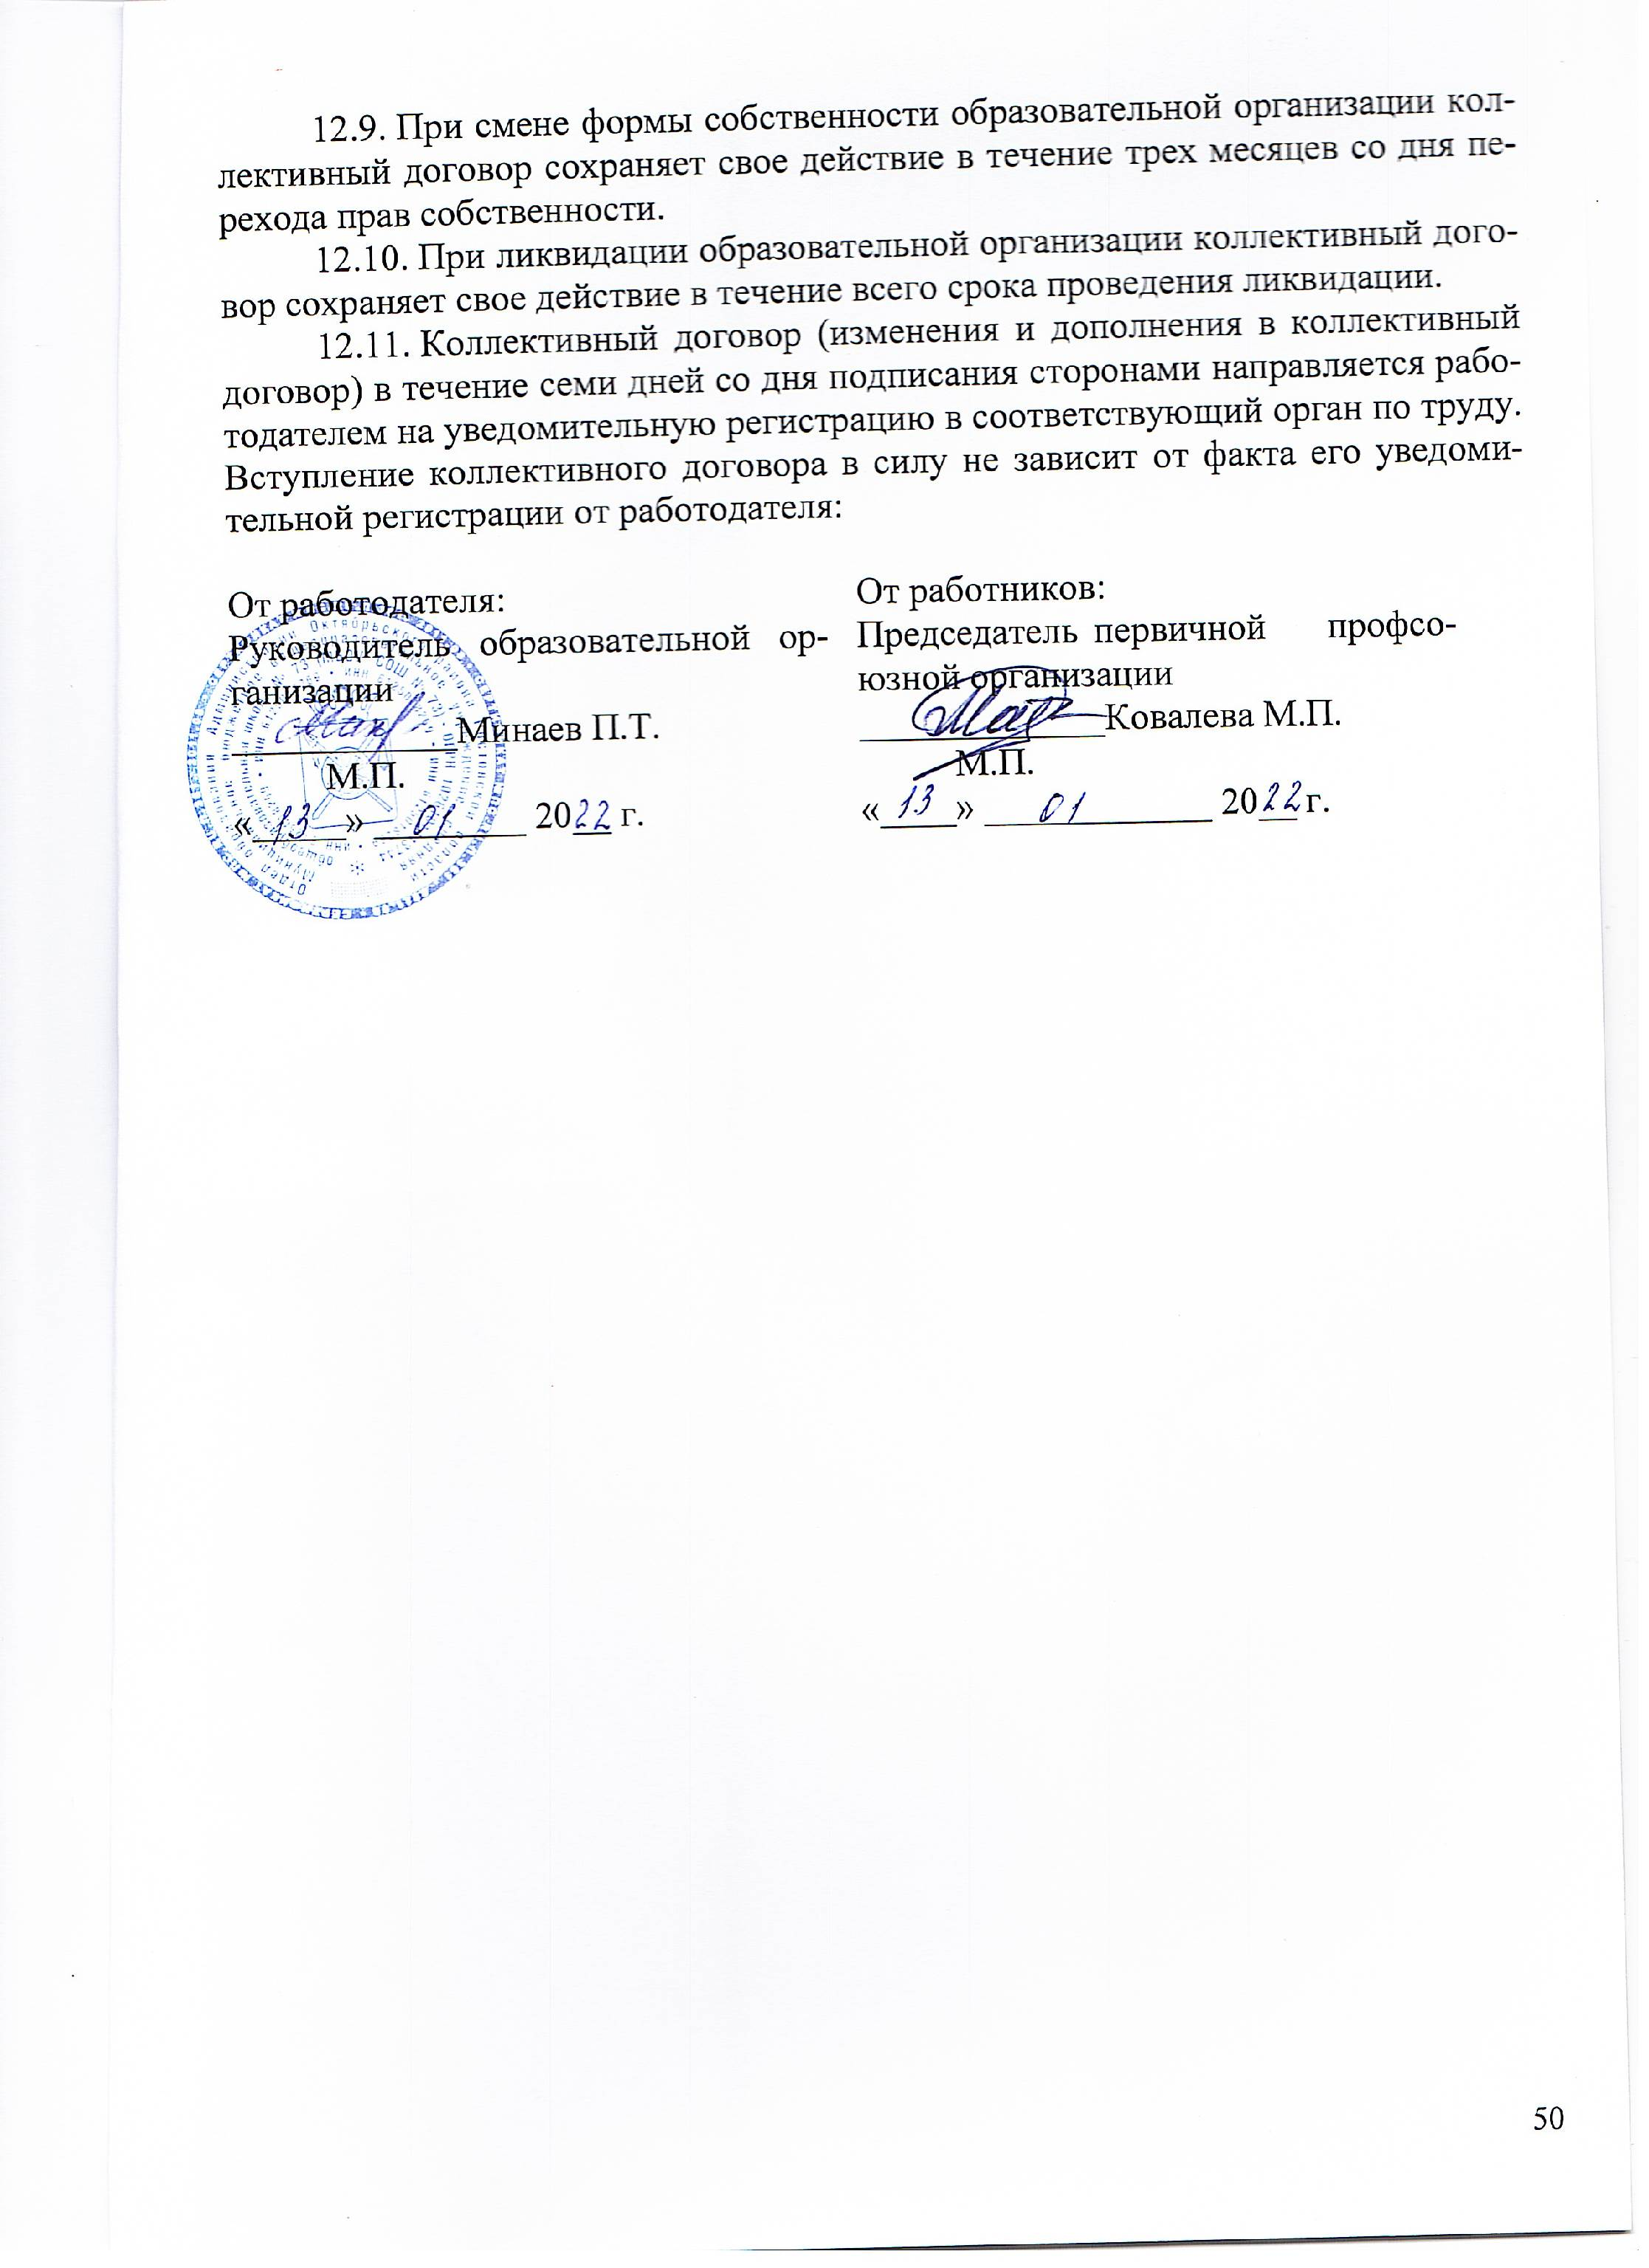 12.9. При смене формы собственности образовательной организации кол-
лективный договор сохраняет свое действие в течение трех месяцев со дня пе-
рехода прав собственности.
12.10. При ликвидации образовательной организации коллективный дого-
вор сохраняет свое действие в течение всего срока проведения ликвидации.
12.11. Коллективный договор (изменения и дополнения в коллективный
договор) в течение семи дней со дня подписания сторонами направляется рабо-
тодателем на уведомительную регистрацию в соответствующий орган по труду.
Вступление коллективного договора в силу не зависит от факта его уведоми-
тельной регистрации от работодателя:
От работодателя:
Руководитель образовательной ор-
ганизации
Минаев П.Т.
М.П.
«13» 01 2022 г.
От работников:
Председатель первичной профсо-
юзной организации
Ковалева М.П.
М.П.
«13» 01 2022 г.
50